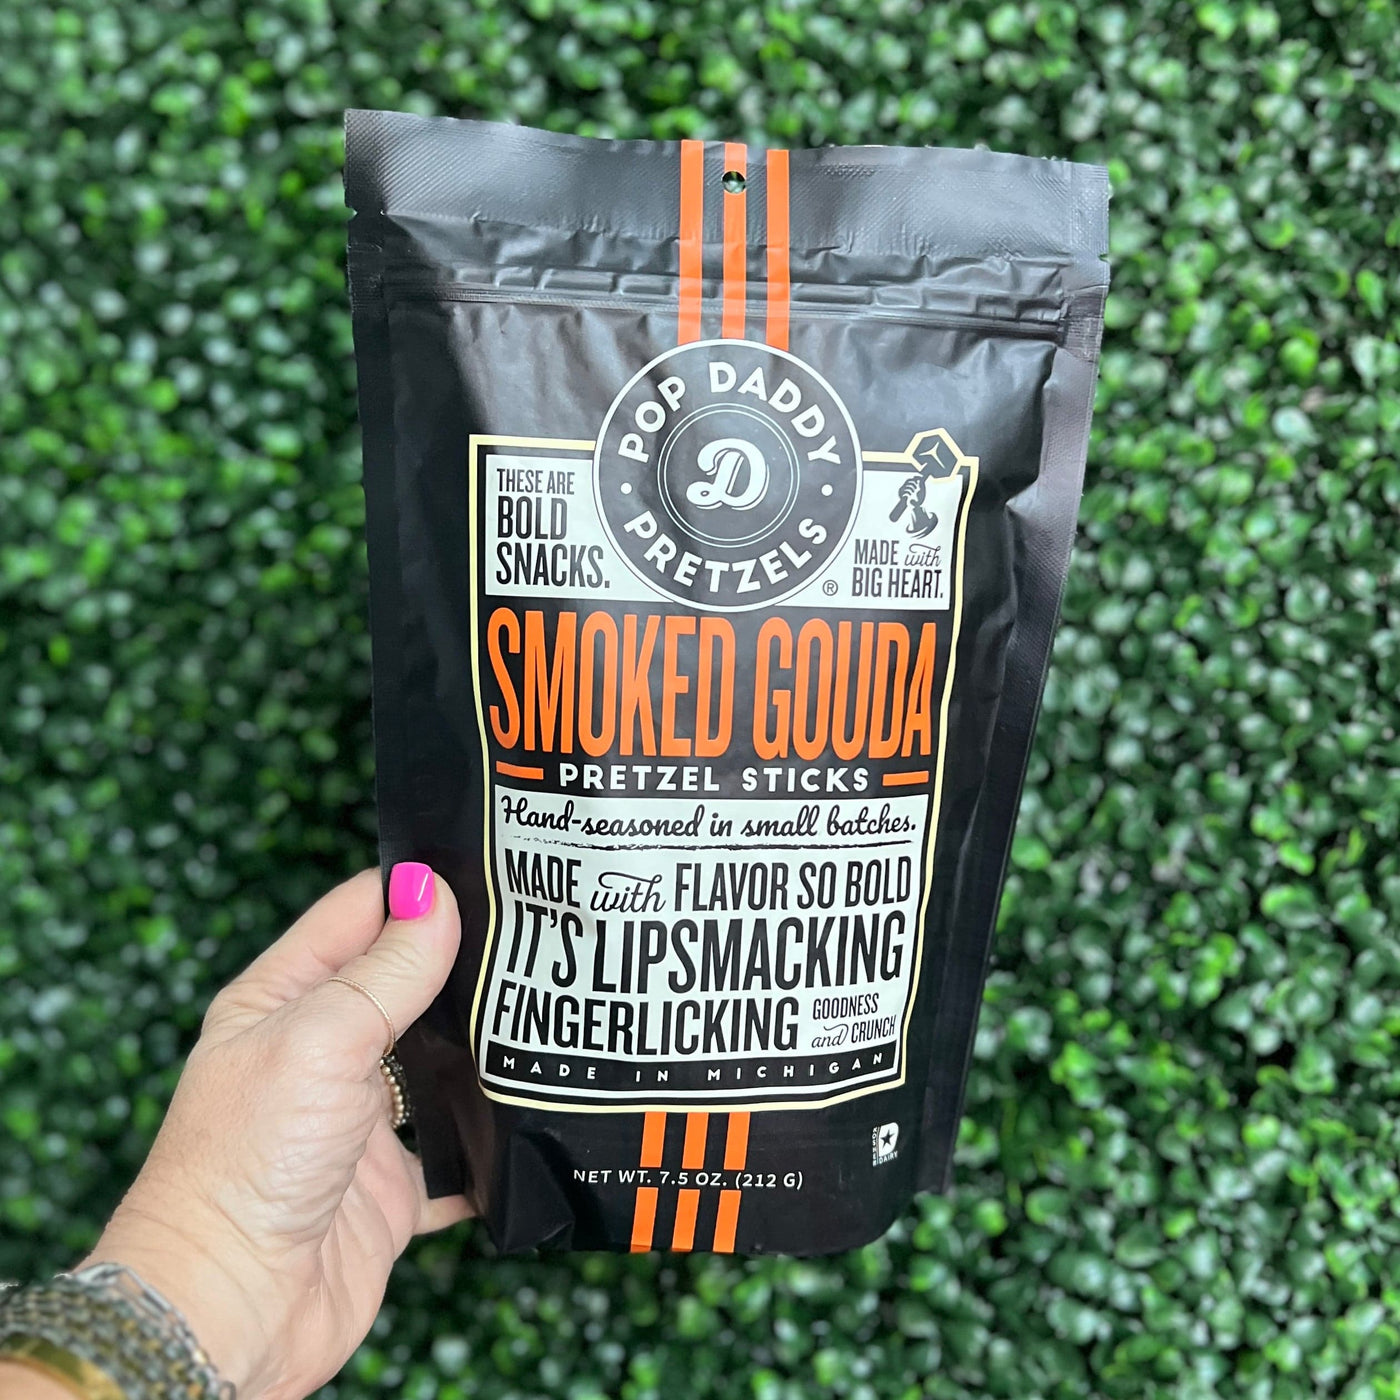 POP DADDY
D
PRETZELS
®
THESE ARE
BOLD
SNACKS.
MADE with
BIG HEART.
SMOKED GOUDA
PRETZEL STICKS
Hand-seasoned in small batches.
MADE with FLAVOR SO BOLD
IT'S LIPSMACKING
FINGERLICKING GOODNESS
and CRUNCH
MADE IN MICHIGAN
KOSHER
D
DAIRY
NET WT. 7.5 OZ. (212 G)